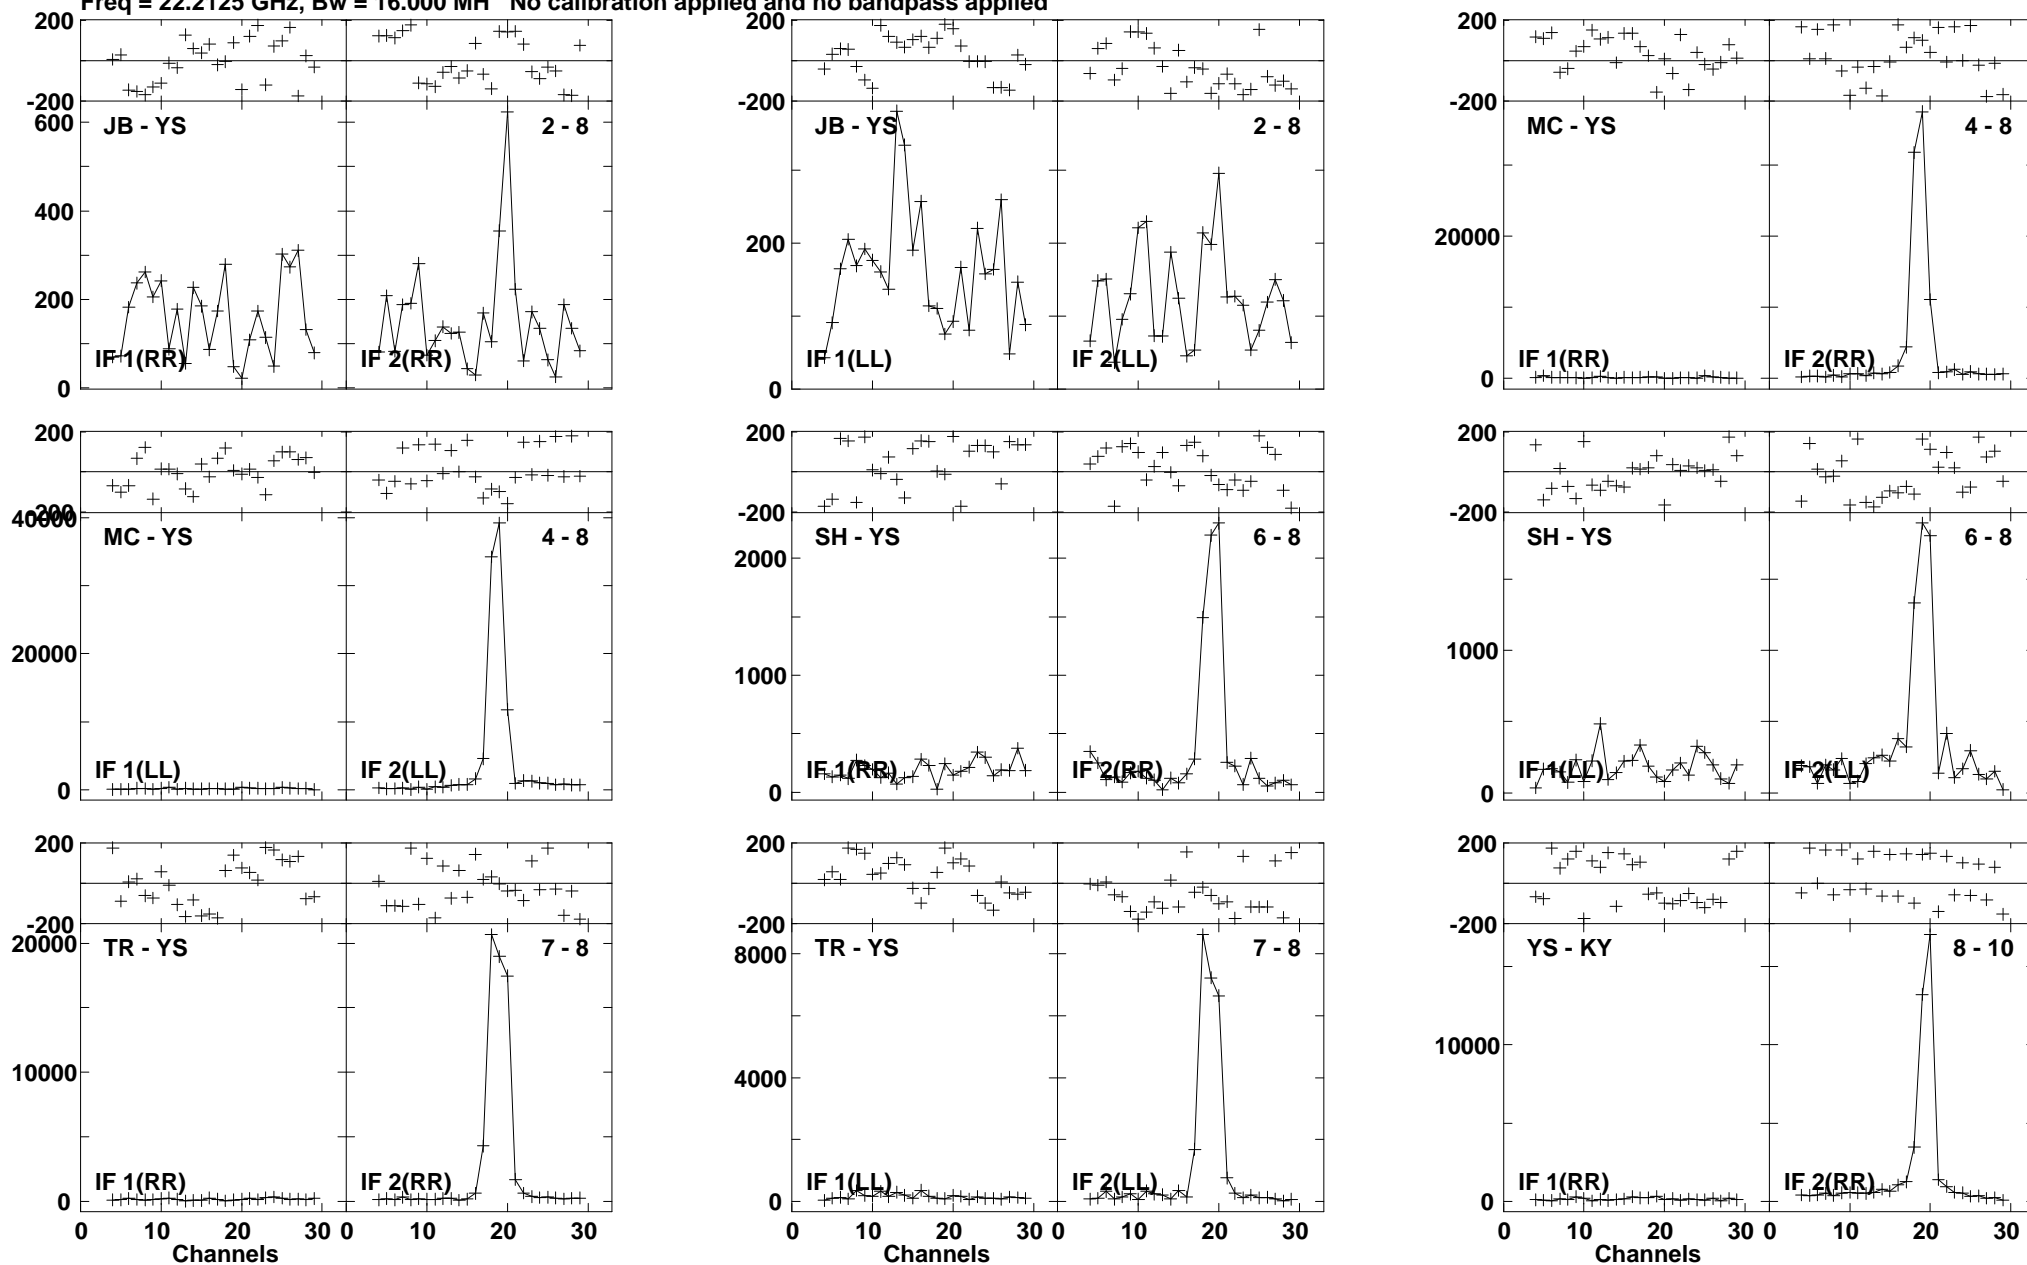 Freq = 22.2125 GHz, Bw = 16.000 MH No calibration applied and no bandpass applied
200
-200
600
400
200
0
JB - YS
2 - 8
IF 1(RR)
IF 2(RR)
200
0
JB - YS
2 - 8
IF 1(LL)
IF 2(LL)
200
-200
20000
0
MC - YS
4 - 8
IF 1(RR)
IF 2(RR)
200
-200
40000
20000
0
MC - YS
4 - 8
IF 1(LL)
IF 2(LL)
200
-200
2000
1000
0
SH - YS
6 - 8
IF 1(RR)
IF 2(RR)
200
-200
1000
0
SH - YS
6 - 8
IF 1(LL)
IF 2(LL)
200
-200
20000
10000
0
TR - YS
7 - 8
IF 1(RR)
IF 2(RR)
0 10 20 30 0 10 20 30
Channels
200
-200
8000
4000
0
TR - YS
7 - 8
IF 1(LL)
IF 2(LL)
0 10 20 30 0 10 20 30
Channels
200
-200
10000
0
YS - KY
8 - 10
IF 1(RR)
IF 2(RR)
0 10 20 30 0 10 20 30
Channels